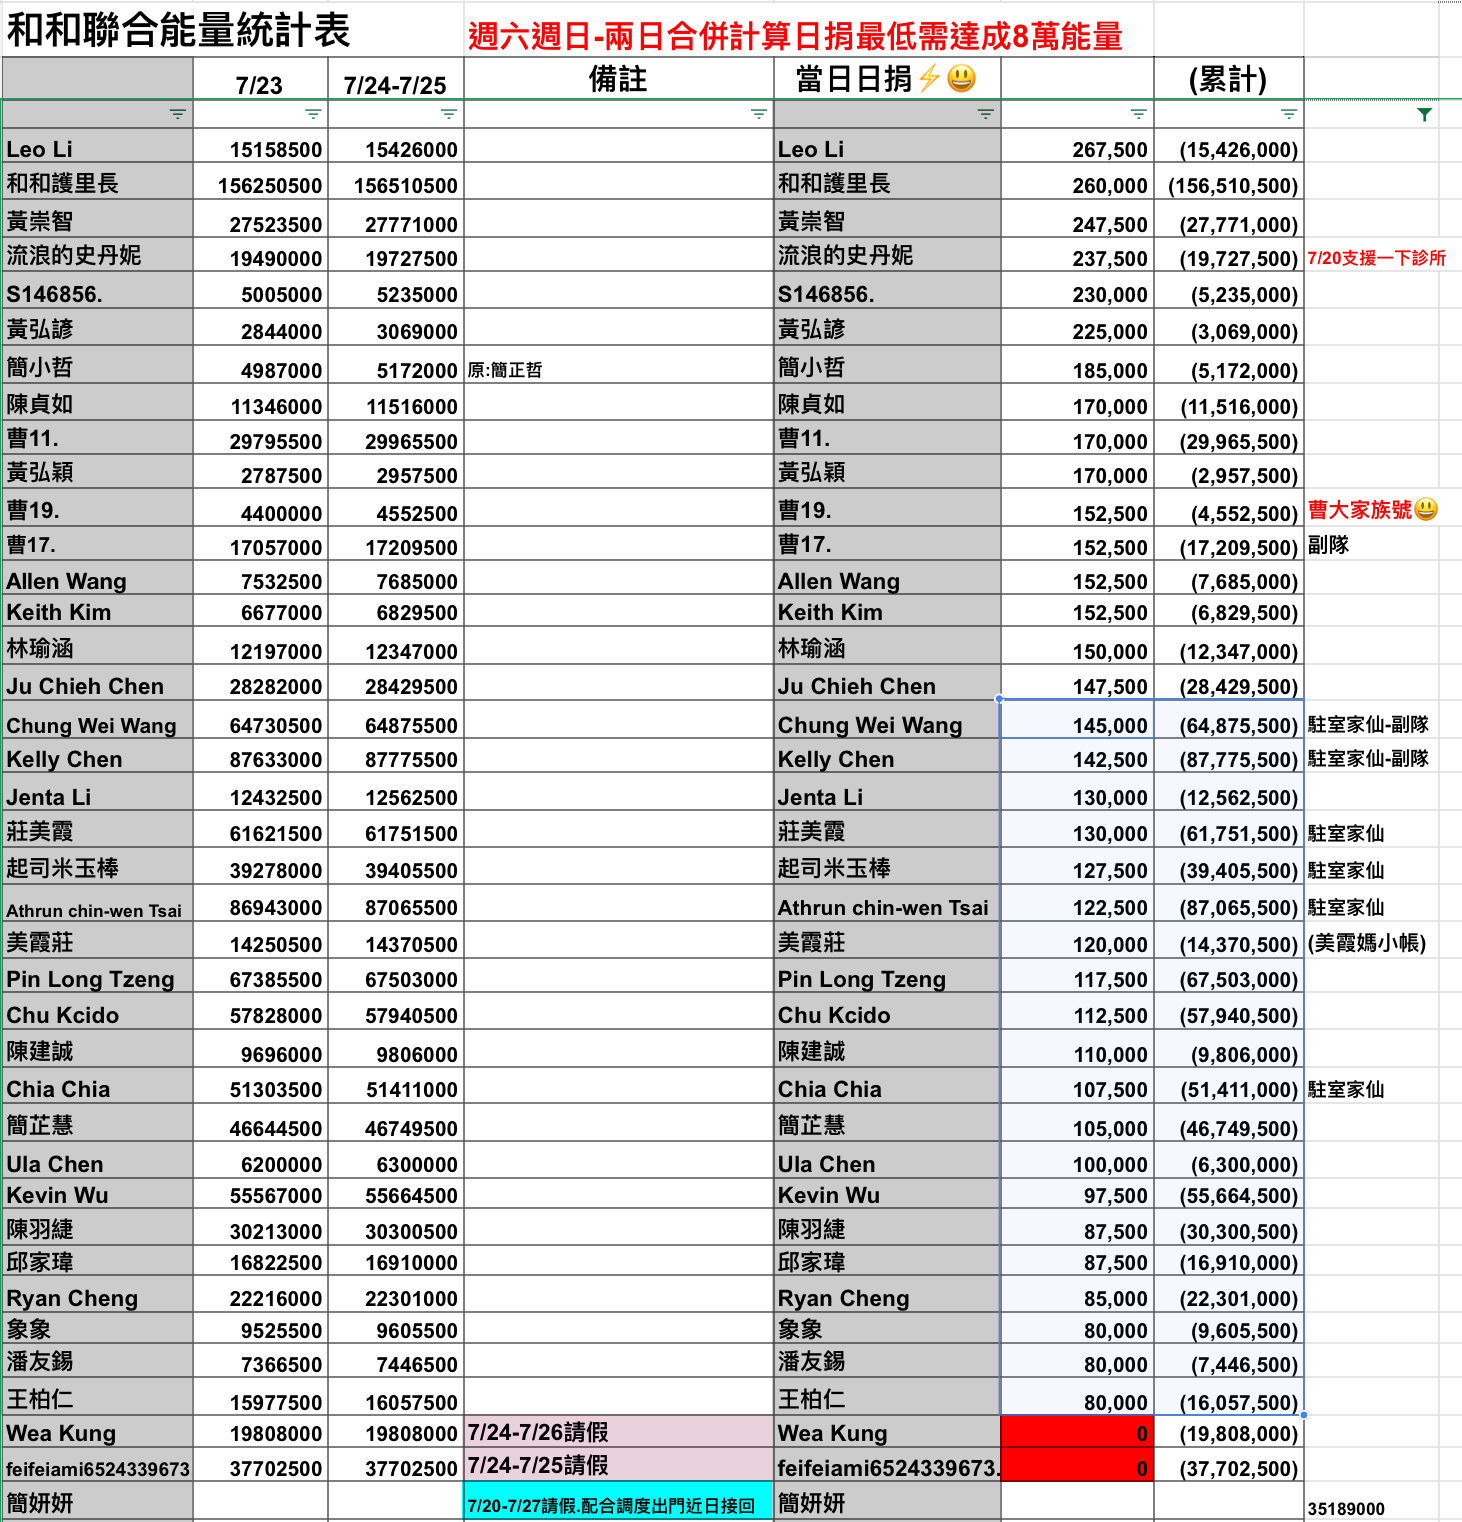 和和聯合能量統計表 週六週日-兩日合併計算日捐最低需達成8萬能量
7/23 7/24-7/25 備註 當日日捐⚡😃 (累計)
Leo Li 15158500 15426000 Leo Li 267,500 (15,426,000)
和和護里長 156250500 156510500 和和護里長 260,000 (156,510,500)
黃崇智 27523500 27771000 黃崇智 247,500 (27,771,000)
流浪的史丹妮 19490000 19727500 流浪的史丹妮 237,500 (19,727,500) 7/20支援一下診所
S146856. 5005000 5235000 S146856. 230,000 (5,235,000)
黃弘諺 2844000 3069000 黃弘諺 225,000 (3,069,000)
簡小哲 4987000 5172000 原:簡正哲 簡小哲 185,000 (5,172,000)
陳貞如 11346000 11516000 陳貞如 170,000 (11,516,000)
曹11. 29795500 29965500 曹11. 170,000 (29,965,500)
黃弘穎 2787500 2957500 黃弘穎 170,000 (2,957,500)
曹19. 4400000 4552500 曹19. 152,500 (4,552,500) 曹大家族號😃
曹17. 17057000 17209500 曹17. 152,500 (17,209,500) 副隊
Allen Wang 7532500 7685000 Allen Wang 152,500 (7,685,000)
Keith Kim 6677000 6829500 Keith Kim 152,500 (6,829,500)
林瑜涵 12197000 12347000 林瑜涵 150,000 (12,347,000)
Ju Chieh Chen 28282000 28429500 Ju Chieh Chen 147,500 (28,429,500)
Chung Wei Wang 64730500 64875500 Chung Wei Wang 145,000 (64,875,500) 駐室家仙-副隊
Kelly Chen 87633000 87775500 Kelly Chen 142,500 (87,775,500) 駐室家仙-副隊
Jenta Li 12432500 12562500 Jenta Li 130,000 (12,562,500)
莊美霞 61621500 61751500 莊美霞 130,000 (61,751,500) 駐室家仙
起司米玉棒 39278000 39405500 起司米玉棒 127,500 (39,405,500) 駐室家仙
Athrun chin-wen Tsai 86943000 87065500 Athrun chin-wen Tsai 122,500 (87,065,500) 駐室家仙
美霞莊 14250500 14370500 美霞莊 120,000 (14,370,500) (美霞媽小帳)
Pin Long Tzeng 67385500 67503000 Pin Long Tzeng 117,500 (67,503,000)
Chu Kcido 57828000 57940500 Chu Kcido 112,500 (57,940,500)
陳建誠 9696000 9806000 陳建誠 110,000 (9,806,000)
Chia Chia 51303500 51411000 Chia Chia 107,500 (51,411,000) 駐室家仙
簡芷慧 46644500 46749500 簡芷慧 105,000 (46,749,500)
Ula Chen 6200000 6300000 Ula Chen 100,000 (6,300,000)
Kevin Wu 55567000 55664500 Kevin Wu 97,500 (55,664,500)
陳羽緁 30213000 30300500 陳羽緁 87,500 (30,300,500)
邱家瑋 16822500 16910000 邱家瑋 87,500 (16,910,000)
Ryan Cheng 22216000 22301000 Ryan Cheng 85,000 (22,301,000)
象象 9525500 9605500 象象 80,000 (9,605,500)
潘友錫 7366500 7446500 潘友錫 80,000 (7,446,500)
王柏仁 15977500 16057500 王柏仁 80,000 (16,057,500)
Wea Kung 19808000 19808000 7/24-7/26請假 Wea Kung 0 (19,808,000)
feifeiami6524339673 37702500 37702500 7/24-7/25請假 feifeiami6524339673. 0 (37,702,500)
簡妍妍 7/20-7/27請假.配合調度出門近日接回 簡妍妍 35189000